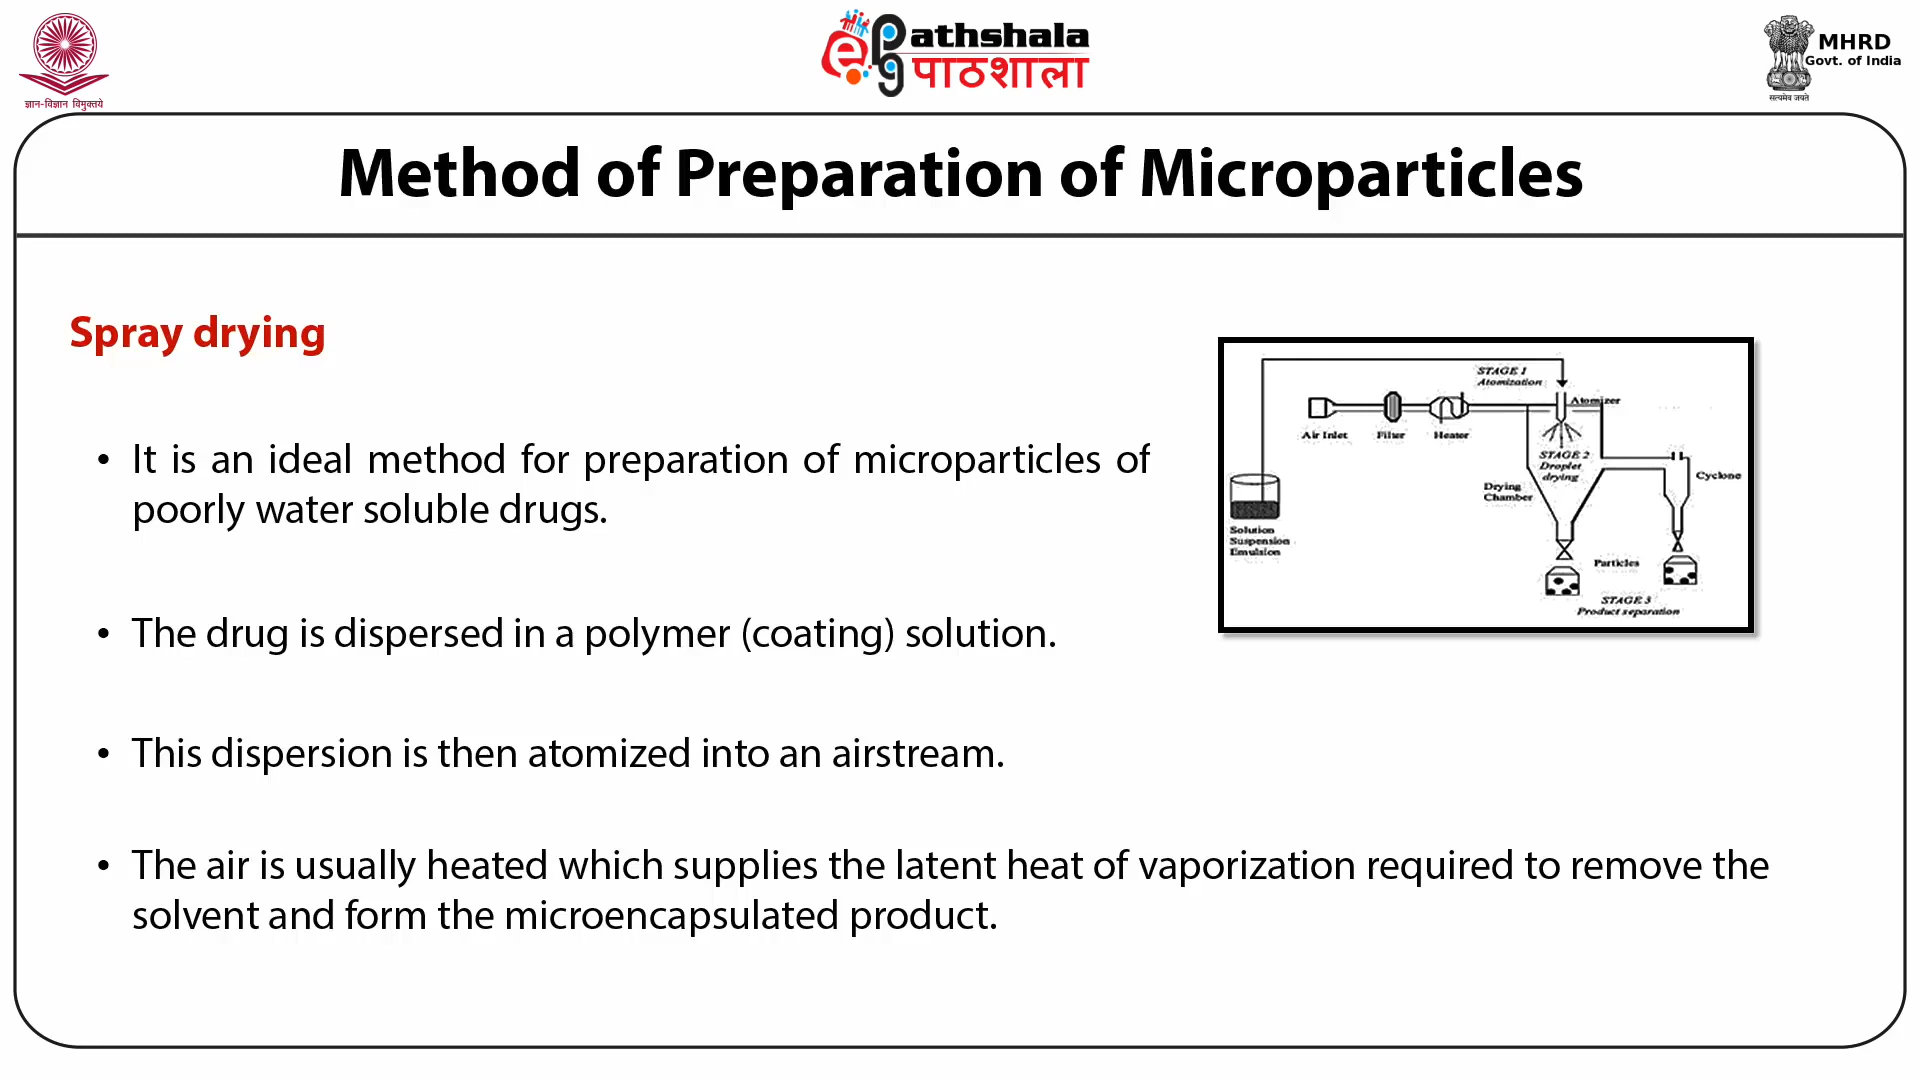 ज्ञान-विज्ञान विमुक्तये
ePathshala
पाठशाला
MHRD
Govt. of India
सत्यमेव जयते
Method of Preparation of Microparticles
Spray drying
• It is an ideal method for preparation of microparticles of
poorly water soluble drugs.
• The drug is dispersed in a polymer (coating) solution.
• This dispersion is then atomized into an airstream.
• The air is usually heated which supplies the latent heat of vaporization required to remove the
solvent and form the microencapsulated product.
STAGE 1
Atomization
Atomizer
Air Inlet
Filter
Heater
STAGE 2
Droplet
drying
Cyclone
Drying
Chamber
Solution
Suspension
Emulsion
Particles
STAGE 3
Product separation